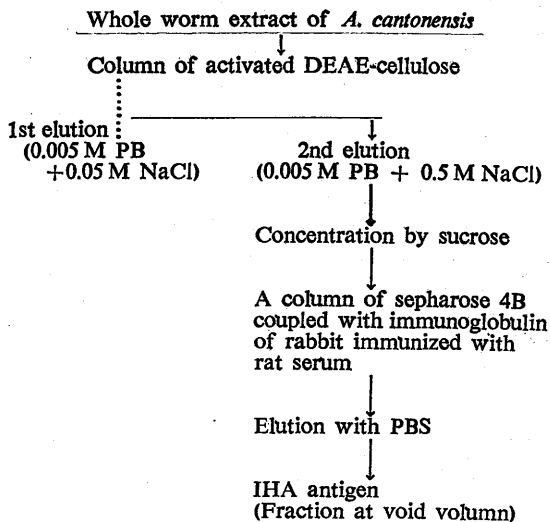 Whole worm extract of A. cantonensis
Column of activated DEAE-cellulose
1st elution
(0.005 M PB
+0.05 M NaCl)
2nd elution
(0.005 M PB + 0.5 M NaCl)
Concentration by sucrose
A column of sepharose 4B
coupled with immunoglobulin
of rabbit immunized with
rat serum
Elution with PBS
IHA antigen
(Fraction at void volumn)